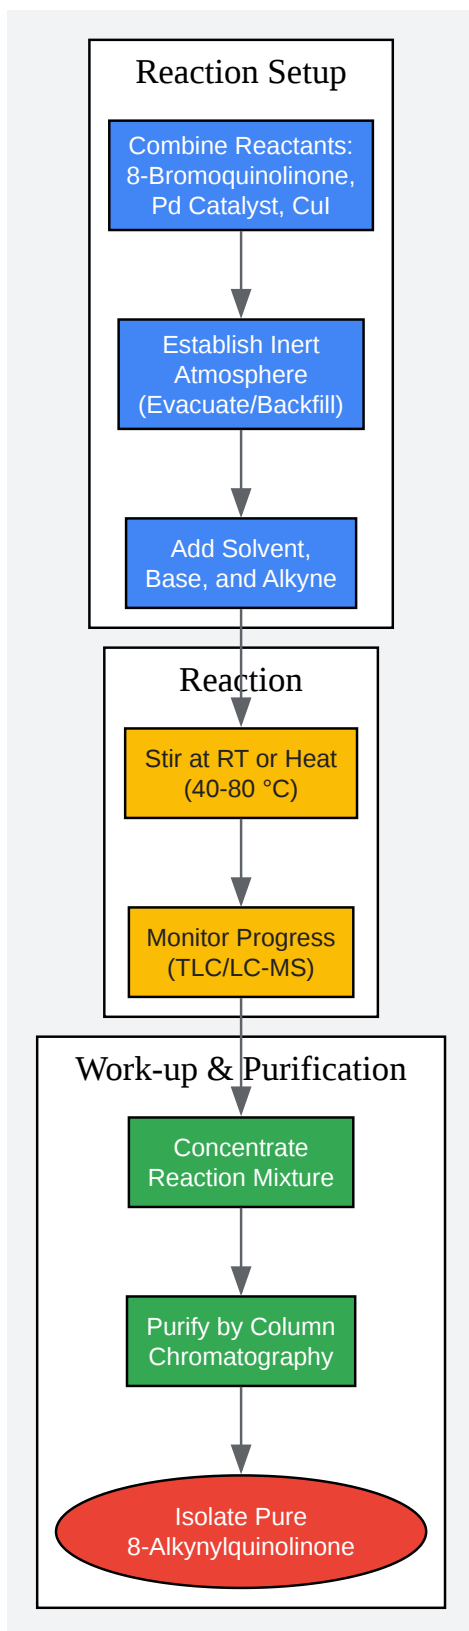 Reaction Setup
Combine Reactants:
8-Bromoquinolinone,
Pd Catalyst, CuI
Establish Inert
Atmosphere
(Evacuate/Backfill)
Add Solvent,
Base, and Alkyne
Reaction
Stir at RT or Heat
(40-80 °C)
Monitor Progress
(TLC/LC-MS)
Work-up & Purification
Concentrate
Reaction Mixture
Purify by Column
Chromatography
Isolate Pure
8-Alkynylquinolinone